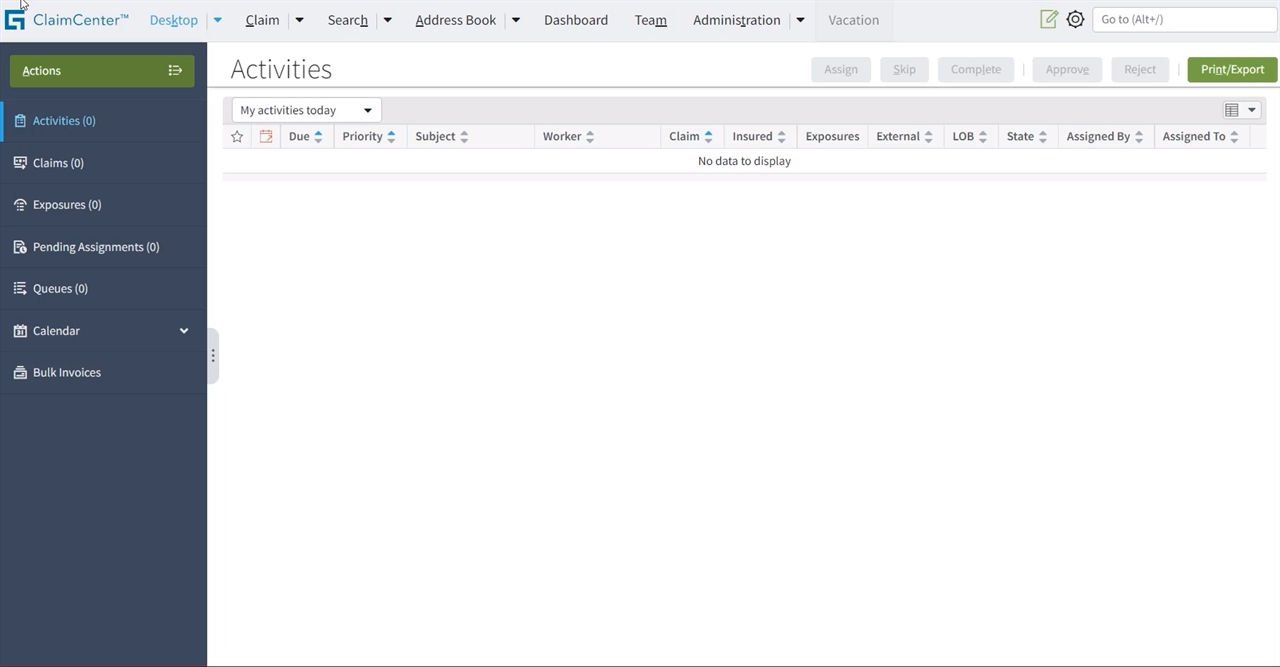 ClaimCenter™ Desktop Claim Search Address Book Dashboard Team Administration Vacation Go to (Alt+/)
Actions
Activities (0)
Claims (0)
Exposures (0)
Pending Assignments (0)
Queues (0)
Calendar
Bulk Invoices
Activities Assign Skip Complete Approve Reject Print/Export
My activities today
Due Priority Subject Worker Claim Insured Exposures External LOB State Assigned By Assigned To
No data to display